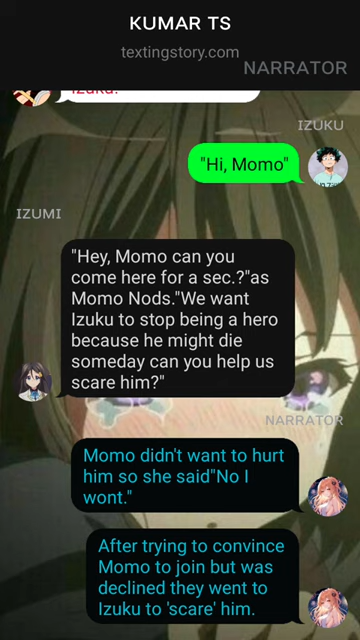 KUMAR TS
textingstory.com
NARRATOR
Izuku!
IZUKU
"Hi, Momo"
IZUMI
"Hey, Momo can you
come here for a sec.?"as
Momo Nods."We want
Izuku to stop being a hero
because he might die
someday can you help us
scare him?"
NARRATOR
Momo didn't want to hurt
him so she said"No I
wont."
After trying to convince
Momo to join but was
declined they went to
Izuku to 'scare' him.